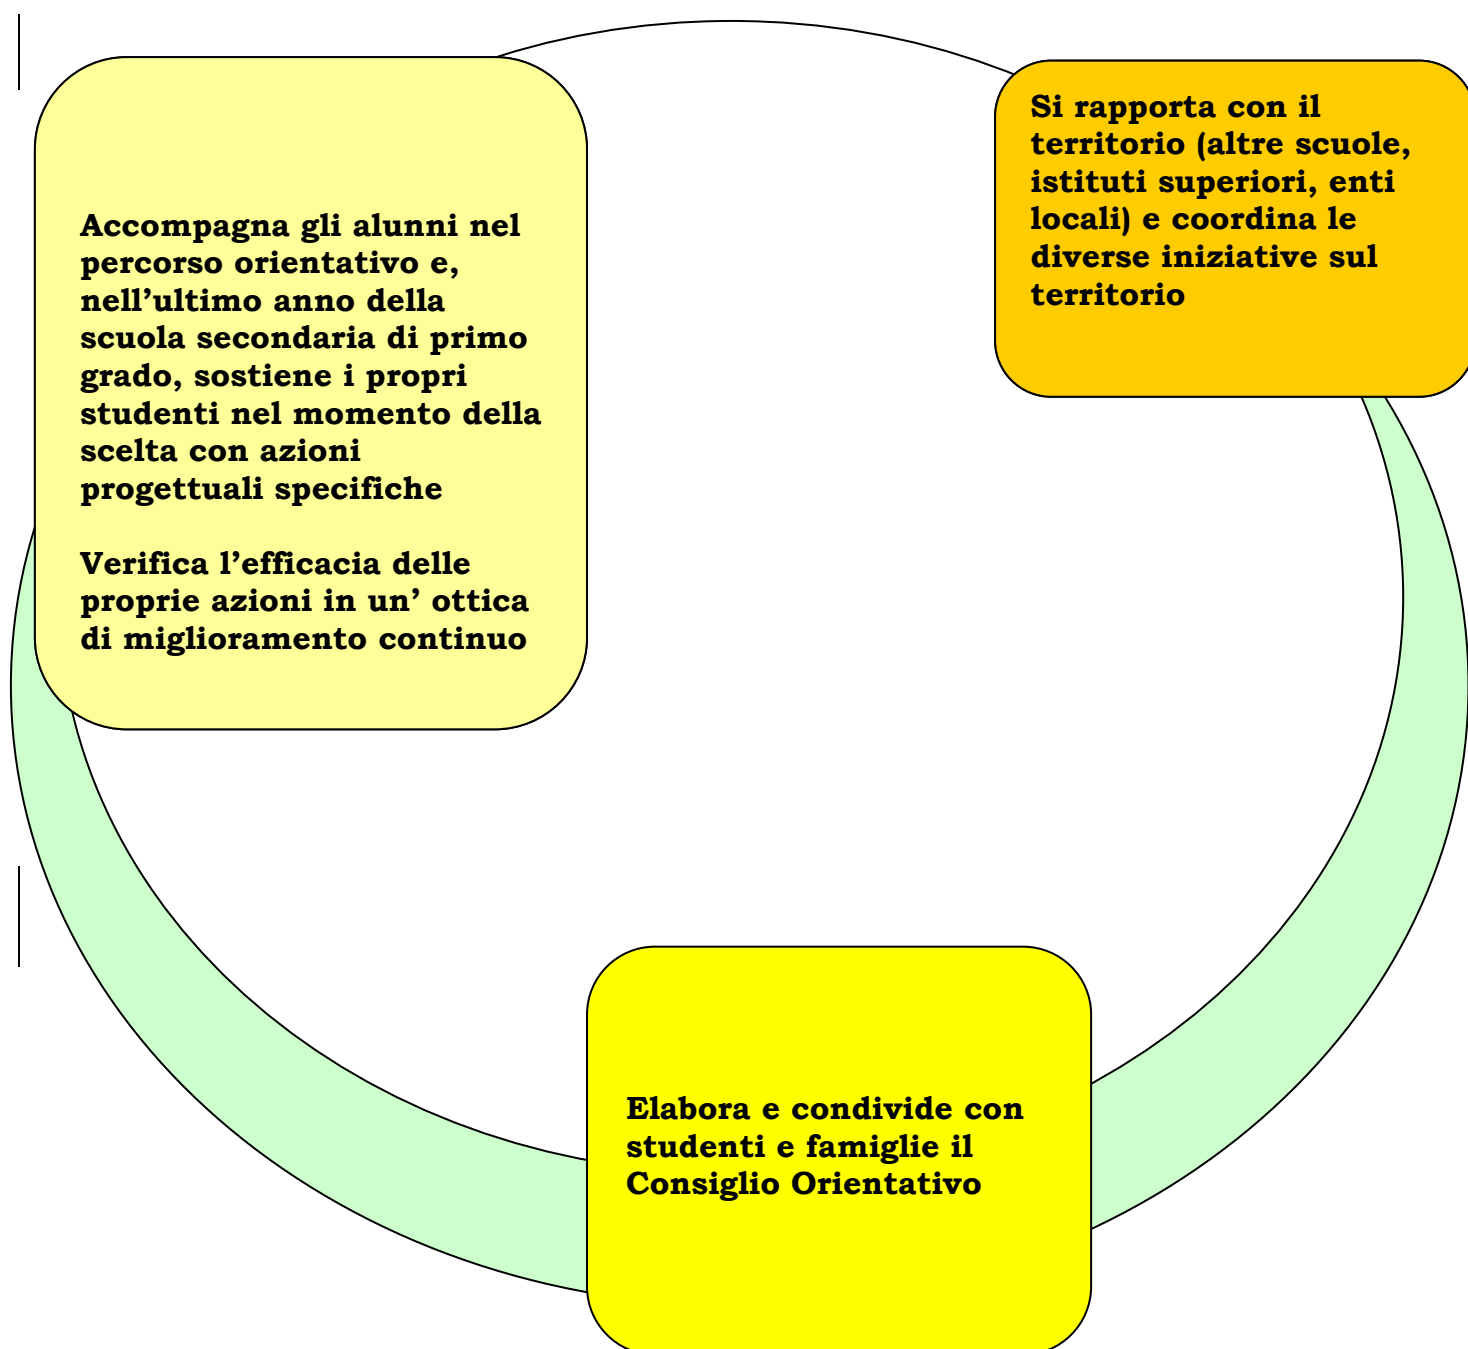 Accompagna gli alunni nel
percorso orientativo e,
nell’ultimo anno della
scuola secondaria di primo
grado, sostiene i propri
studenti nel momento della
scelta con azioni
progettuali specifiche
Verifica l’efficacia delle
proprie azioni in un’ ottica
di miglioramento continuo
Si rapporta con il
territorio (altre scuole,
istituti superiori, enti
locali) e coordina le
diverse iniziative sul
territorio
Elabora e condivide con
studenti e famiglie il
Consiglio Orientativo